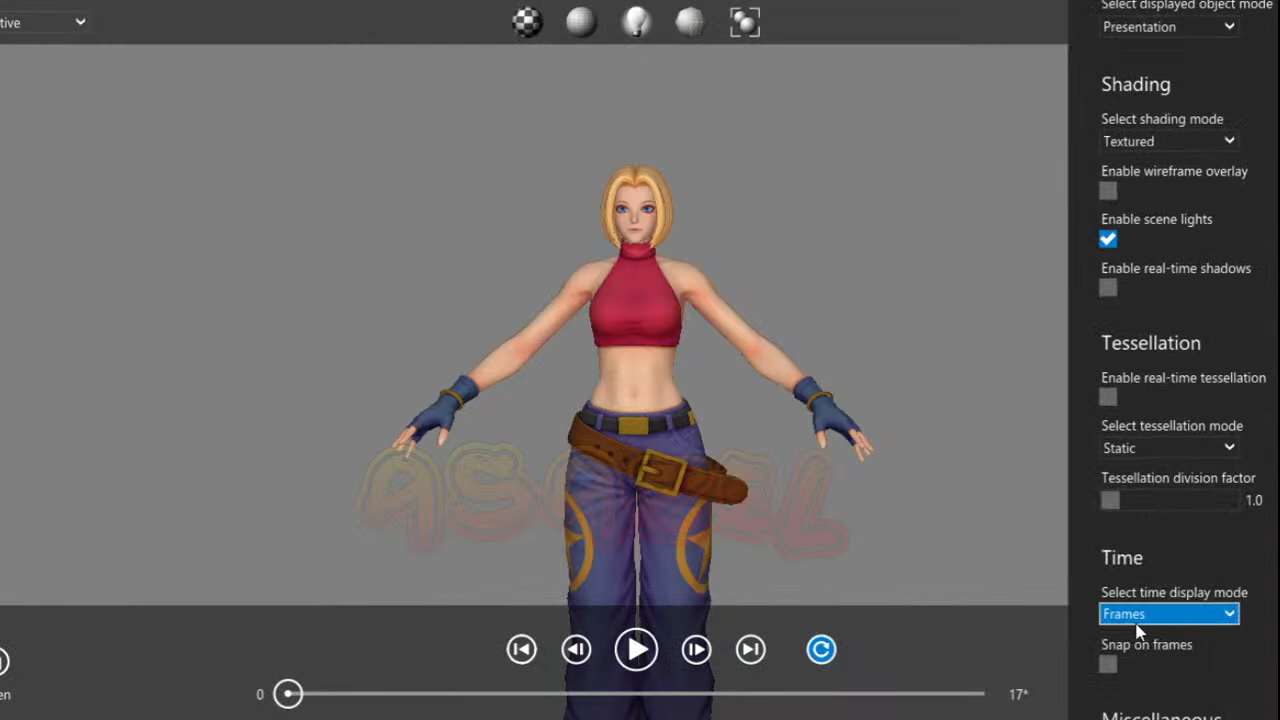 tive
Select displayed object mode
Presentation
Shading
Select shading mode
Textured
Enable wireframe overlay
Enable scene lights
Enable real-time shadows
Tessellation
Enable real-time tessellation
Select tessellation mode
Static
Tessellation division factor
1.0
Time
Select time display mode
Frames
Snap on frames
Miscellaneous
en
0
17*